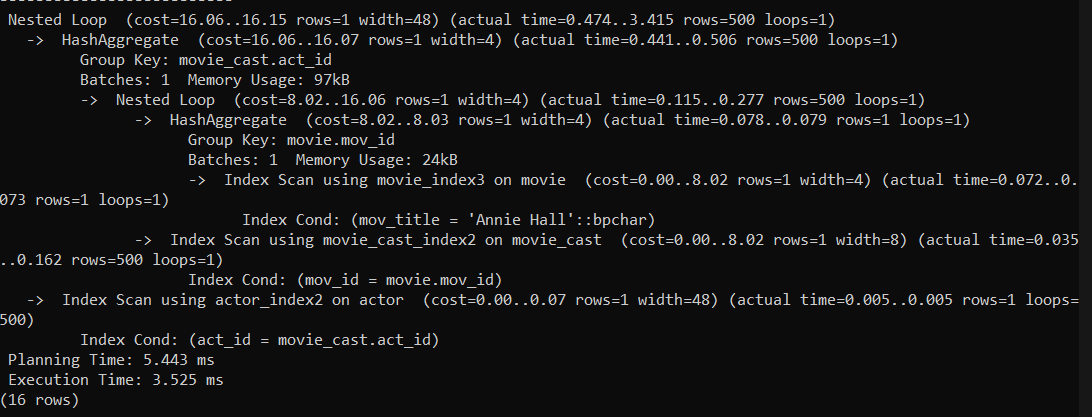 Nested Loop  (cost=16.06..16.15 rows=1 width=48) (actual time=0.474..3.415 rows=500 loops=1)
   ->  HashAggregate  (cost=16.06..16.07 rows=1 width=4) (actual time=0.441..0.506 rows=500 loops=1)
         Group Key: movie_cast.act_id
         Batches: 1  Memory Usage: 97kB
         ->  Nested Loop  (cost=8.02..16.06 rows=1 width=4) (actual time=0.115..0.277 rows=500 loops=1)
               ->  HashAggregate  (cost=8.02..8.03 rows=1 width=4) (actual time=0.078..0.079 rows=1 loops=1)
                     Group Key: movie.mov_id
                     Batches: 1  Memory Usage: 24kB
                     ->  Index Scan using movie_index3 on movie  (cost=0.00..8.02 rows=1 width=4) (actual time=0.072..0.
073 rows=1 loops=1)
                           Index Cond: (mov_title = 'Annie Hall'::bpchar)
               ->  Index Scan using movie_cast_index2 on movie_cast  (cost=0.00..8.02 rows=1 width=8) (actual time=0.035
..0.162 rows=500 loops=1)
                     Index Cond: (mov_id = movie.mov_id)
   ->  Index Scan using actor_index2 on actor  (cost=0.00..0.07 rows=1 width=48) (actual time=0.005..0.005 rows=1 loops=
500)
         Index Cond: (act_id = movie_cast.act_id)
 Planning Time: 5.443 ms
 Execution Time: 3.525 ms
(16 rows)